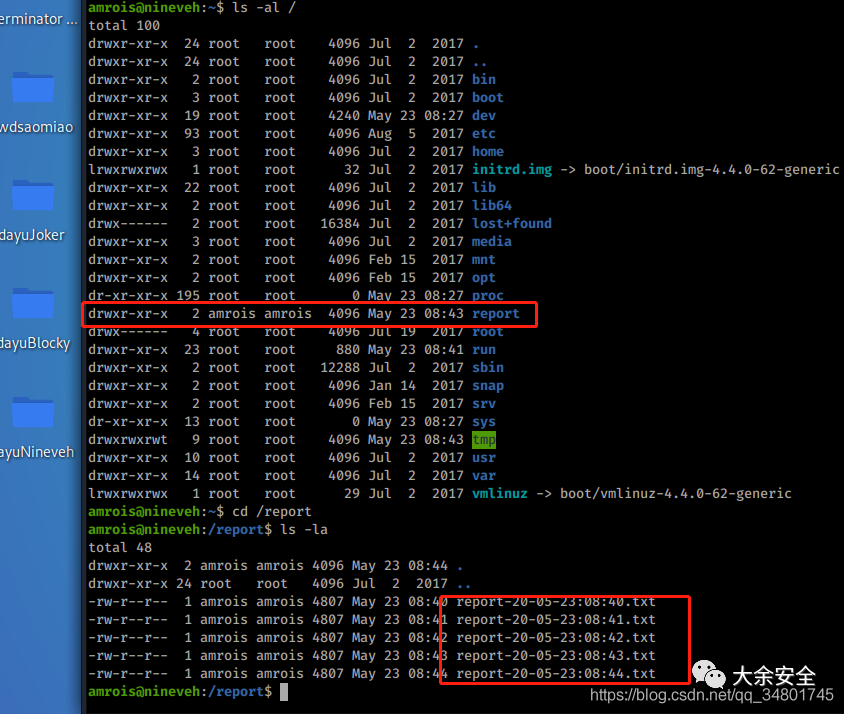 amrois@nineveh:~$ ls -al /
total 100
drwxr-xr-x 24 root root 4096 Jul 2 2017 .
drwxr-xr-x 24 root root 4096 Jul 2 2017 ..
drwxr-xr-x 2 root root 4096 Jul 2 2017 bin
drwxr-xr-x 3 root root 4096 Jul 2 2017 boot
drwxr-xr-x 19 root root 4240 May 23 08:27 dev
drwxr-xr-x 93 root root 4096 Aug 5 2017 etc
drwxr-xr-x 3 root root 4096 Jul 2 2017 home
lrwxrwxrwx 1 root root 32 Jul 2 2017 initrd.img -> boot/initrd.img-4.4.0-62-generic
drwxr-xr-x 22 root root 4096 Jul 2 2017 lib
drwxr-xr-x 2 root root 4096 Jul 2 2017 lib64
drwx------ 2 root root 16384 Jul 2 2017 lost+found
drwxr-xr-x 3 root root 4096 Jul 2 2017 media
drwxr-xr-x 2 root root 4096 Feb 15 2017 mnt
drwxr-xr-x 2 root root 4096 Feb 15 2017 opt
dr-xr-xr-x 195 root root 0 May 23 08:27 proc
drwxr-xr-x 2 amrois amrois 4096 May 23 08:43 report
drwx------ 4 root root 4096 Jul 19 2017 root
drwxr-xr-x 23 root root 880 May 23 08:41 run
drwxr-xr-x 2 root root 12288 Jul 2 2017 sbin
drwxr-xr-x 2 root root 4096 Jan 14 2017 snap
drwxr-xr-x 2 root root 4096 Feb 15 2017 srv
dr-xr-xr-x 13 root root 0 May 23 08:27 sys
drwxrwxrwt 9 root root 4096 May 23 08:43 tmp
drwxr-xr-x 10 root root 4096 Jul 2 2017 usr
drwxr-xr-x 14 root root 4096 Jul 2 2017 var
lrwxrwxrwx 1 root root 29 Jul 2 2017 vmlinuz -> boot/vmlinuz-4.4.0-62-generic
amrois@nineveh:~$ cd /report
amrois@nineveh:/report$ ls -la
total 48
drwxr-xr-x 2 amrois amrois 4096 May 23 08:44 .
drwxr-xr-x 24 root root 4096 Jul 2 2017 ..
-rw-r--r-- 1 amrois amrois 4807 May 23 08:40 report-20-05-23:08:40.txt
-rw-r--r-- 1 amrois amrois 4807 May 23 08:41 report-20-05-23:08:41.txt
-rw-r--r-- 1 amrois amrois 4807 May 23 08:42 report-20-05-23:08:42.txt
-rw-r--r-- 1 amrois amrois 4807 May 23 08:43 report-20-05-23:08:43.txt
-rw-r--r-- 1 amrois amrois 4807 May 23 08:44 report-20-05-23:08:44.txt
amrois@nineveh:/report$
erminator ...
wdsaomiao
dayuJoker
dayuBlocky
ayuNineveh
大余安全
https://blog.csdn.net/qq_34801745